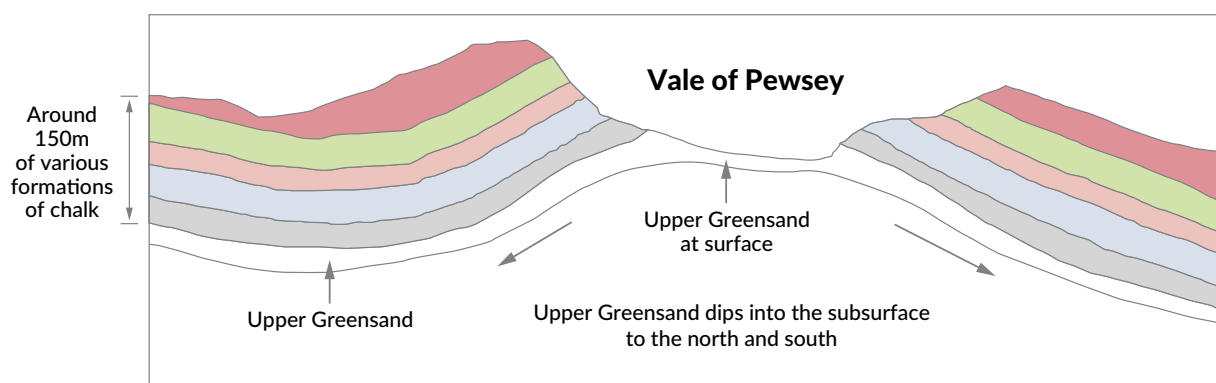 Vale of Pewsey
Around
150m
of various
formations
of chalk
Upper Greensand
at surface
Upper Greensand
Upper Greensand dips into the subsurface
to the north and south